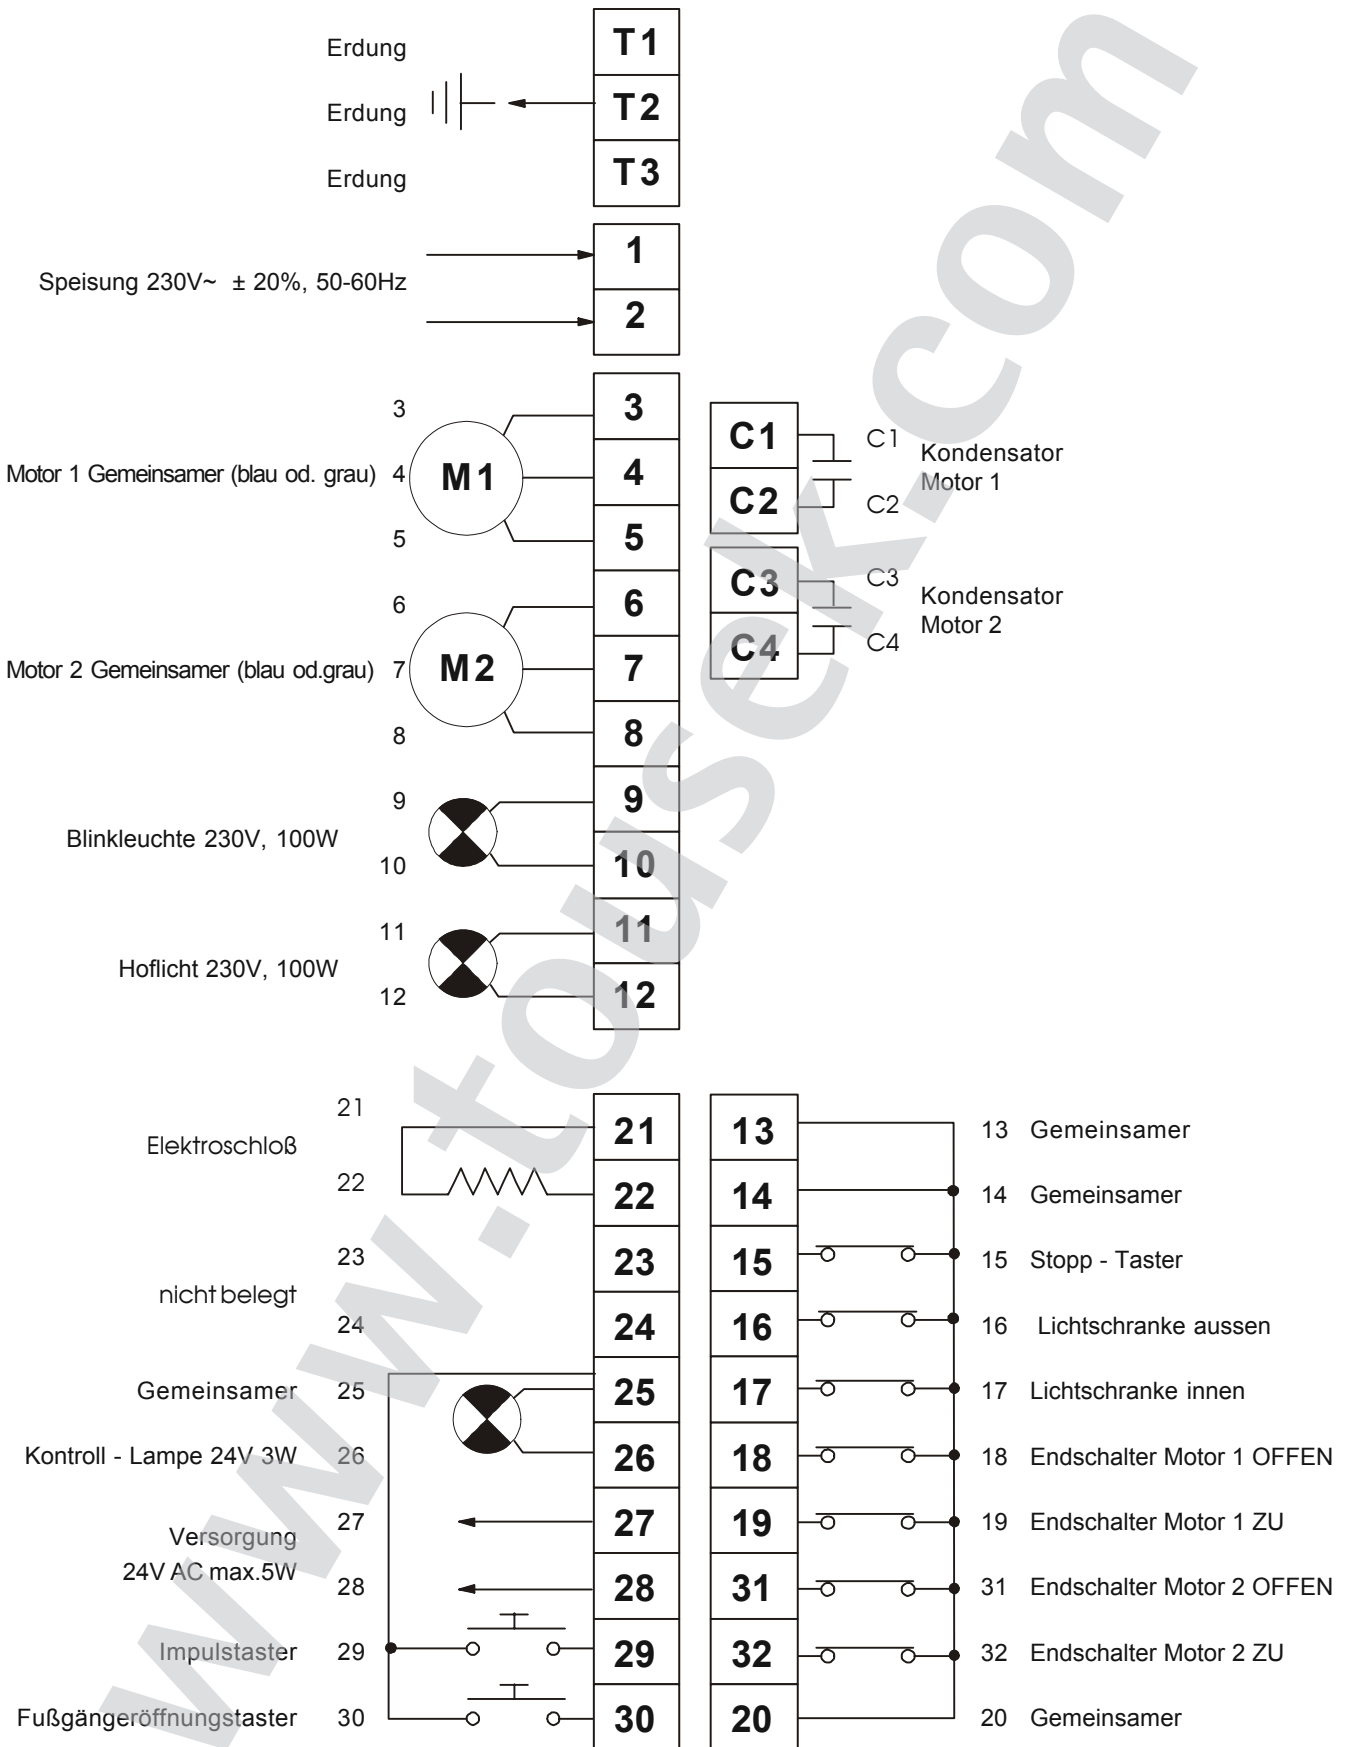 Erdung
T1
Erdung
T2
Erdung
T3
Speisung 230V~ ± 20%, 50-60Hz
1
2
3
3
Motor 1 Gemeinsamer (blau od. grau) 4
M1
4
5
5
C1
C1
Kondensator
Motor 1
C2
C2
6
6
Motor 2 Gemeinsamer (blau od.grau) 7
M2
7
8
8
C3
C3
Kondensator
Motor 2
C4
C4
9
9
Blinkleuchte 230V, 100W
10
10
11
11
Hoflicht 230V, 100W
12
12
21
Elektroschloß
22
23
nicht belegt
24
Gemeinsamer 25
Kontroll - Lampe 24V 3W 26
27
Versorgung
24V AC max.5W
28
Impulstaster 29
Fußgängeröffnungstaster 30
21
22
23
24
25
26
27
28
29
30
13
14
15
16
17
18
19
31
32
20
13 Gemeinsamer
14 Gemeinsamer
15 Stopp - Taster
16 Lichtschranke aussen
17 Lichtschranke innen
18 Endschalter Motor 1 OFFEN
19 Endschalter Motor 1 ZU
31 Endschalter Motor 2 OFFEN
32 Endschalter Motor 2 ZU
20 Gemeinsamer
www.tousek.com